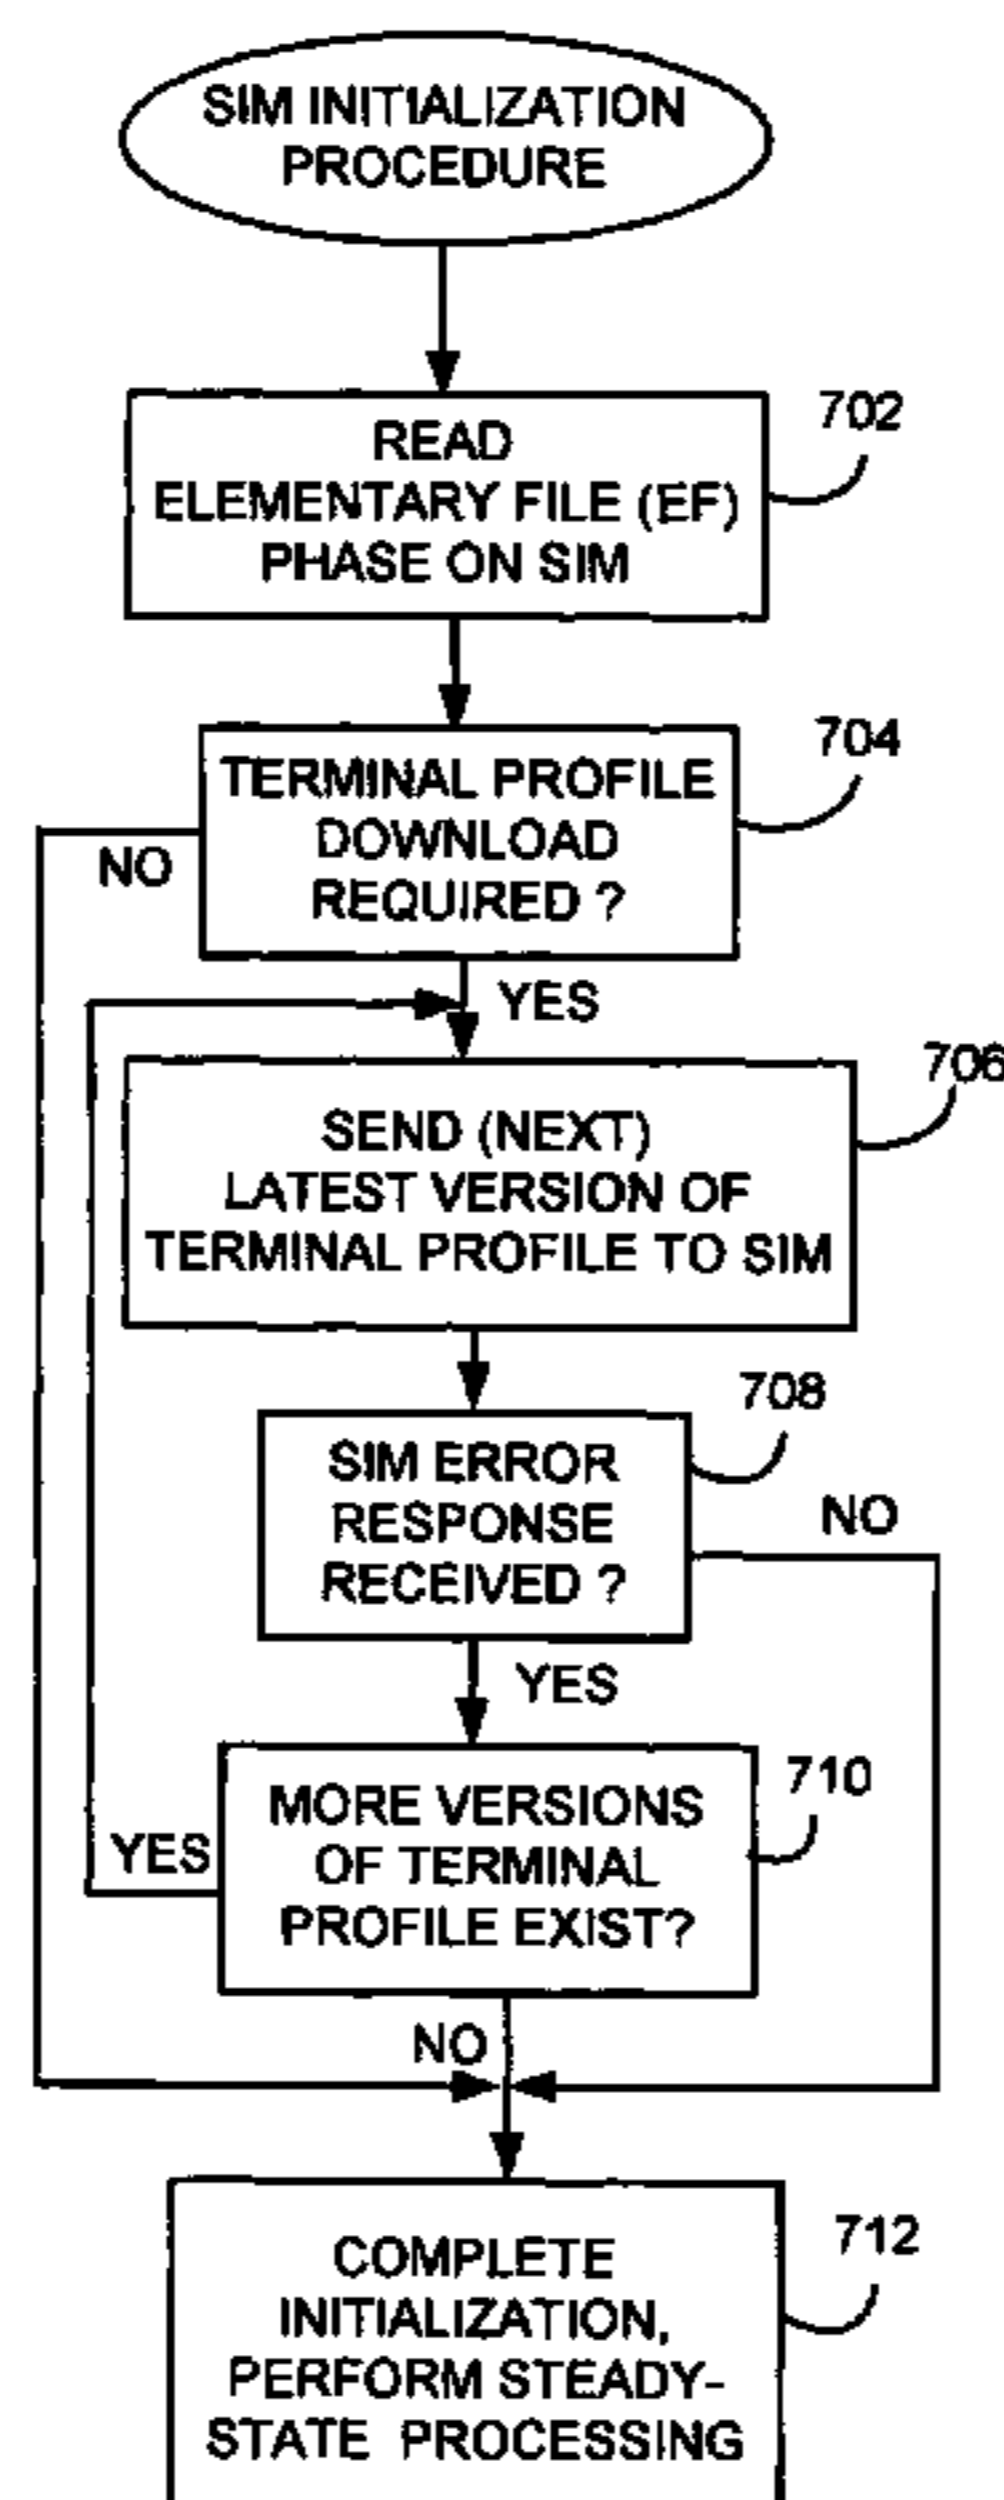 SIM INITIALIZATION
PROCEDURE
702
READ
ELEMENTARY FILE (EF)
PHASE ON SIM
704
TERMINAL PROFILE
DOWNLOAD
REQUIRED ?
NO
YES
706
SEND (NEXT)
LATEST VERSION OF
TERMINAL PROFILE TO SIM
708
SIM ERROR
RESPONSE
RECEIVED ?
NO
YES
710
MORE VERSIONS
OF TERMINAL
PROFILE EXIST?
YES
NO
712
COMPLETE
INITIALIZATION,
PERFORM STEADY-
STATE PROCESSING